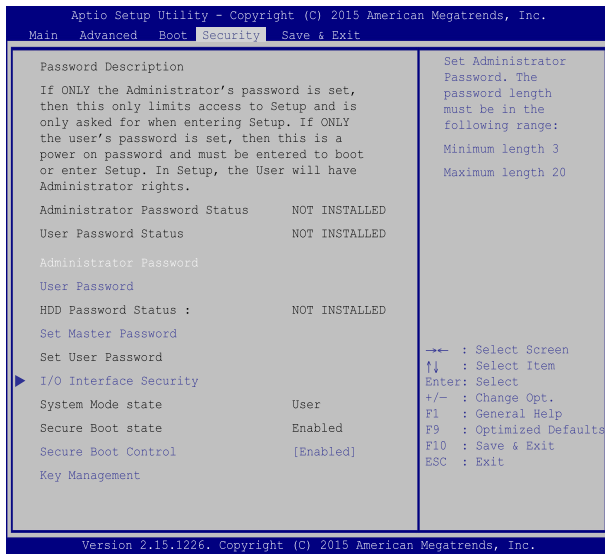 Aptio Setup Utility - Copyright (C) 2015 American Megatrends, Inc.
Main Advanced Boot Security Save & Exit
Password Description
If ONLY the Administrator's password is set,
then this only limits access to Setup and is
only asked for when entering Setup. If ONLY
the user's password is set, then this is a
power on password and must be entered to boot
or enter Setup. In Setup, the User will have
Administrator rights.
Administrator Password Status NOT INSTALLED
User Password Status NOT INSTALLED
Administrator Password
User Password
HDD Password Status : NOT INSTALLED
Set Master Password
Set User Password
I/O Interface Security
System Mode state User
Secure Boot state Enabled
Secure Boot Control [Enabled]
Key Management
Set Administrator
Password. The
password length
must be in the
following range:
Minimum length 3
Maximum length 20
→← : Select Screen
↑↓ : Select Item
Enter: Select
+/— : Change Opt.
F1 : General Help
F9 : Optimized Defaults
F10 : Save & Exit
ESC : Exit
Version 2.15.1226. Copyright (C) 2015 American Megatrends, Inc.